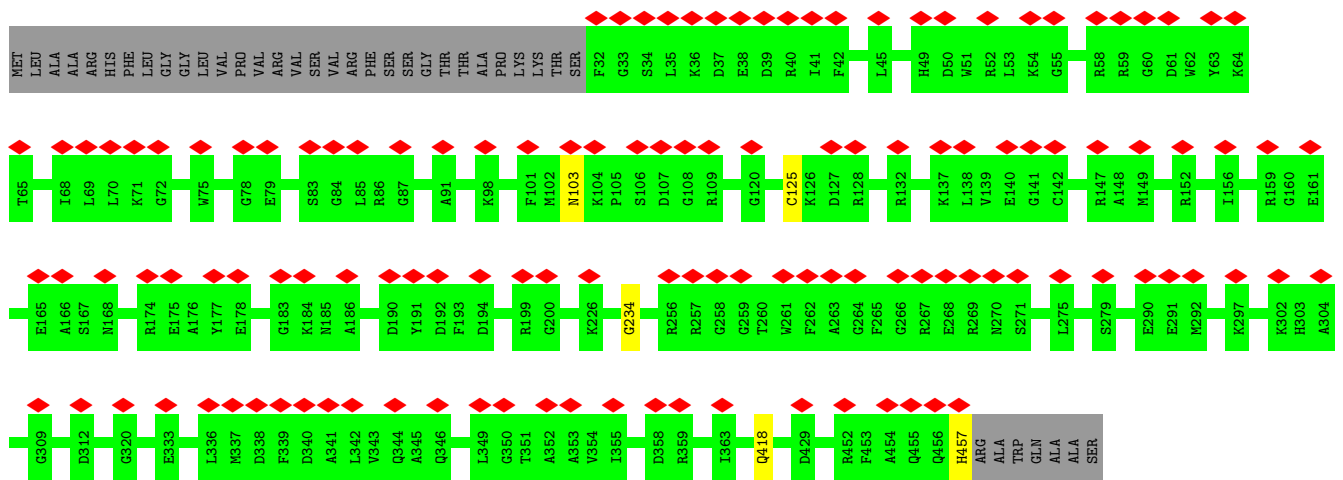 MET LEU ALA ALA ARG HIS PHE LEU GLY GLY LEU VAL PRO VAL ARG VAL SER VAL ARG PHE SER SER GLY THR THR ALA PRO LYS LYS THR SER F32 G33 S34 L35 K36 D37 E38 D39 R40 I41 F42 L45 H49 D50 W51 R52 L53 K54 G55 R58 R59 G60 D61 W62 Y63 K64
T65 I68 L69 L70 K71 G72 W75 G78 E79 S83 G84 L85 R86 G87 A91 K98 F101 M102 N103 K104 P105 S106 D107 G108 R109 G120 C125 K126 D127 R128 R132 K137 L138 V139 E140 G141 C142 R147 A148 M149 R152 I156 R159 G160 E161
E165 A166 S167 N168 R174 E175 A176 Y177 E178 G183 K184 N185 A186 D190 Y191 D192 F193 D194 R199 G200 K226 G234 R256 R257 G258 G259 T260 W261 F262 A263 G264 F265 G266 R267 E268 R269 N270 S271 L275 S279 E290 E291 M292 K297 K302 H303 A304
G309 D312 G320 E333 L336 M337 D338 F339 D340 A341 L342 V343 Q344 A345 Q346 L349 G350 T351 A352 A353 V354 I355 D358 R359 I363 Q418 D429 R452 F453 A454 Q455 Q456 H457 ARG ALA TRP GLN ALA ALA SER